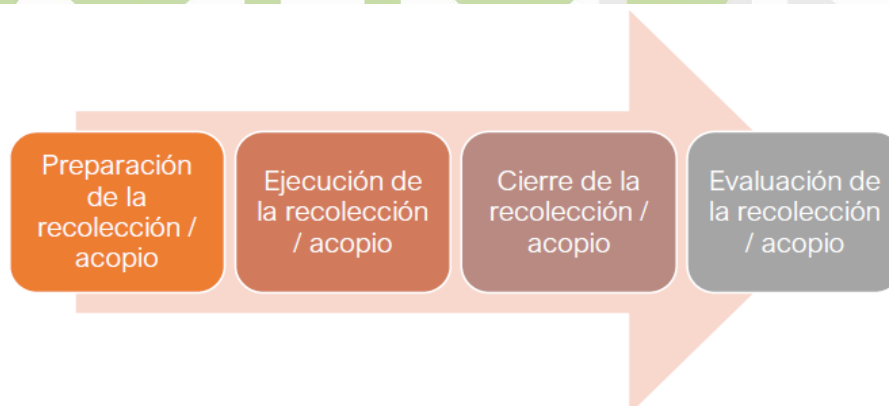 Preparación
de la
recolección /
acopio
Ejecución de
la recolección
/ acopio
Cierre de la
recolección /
acopio
Evaluación de
la recolección
/ acopio